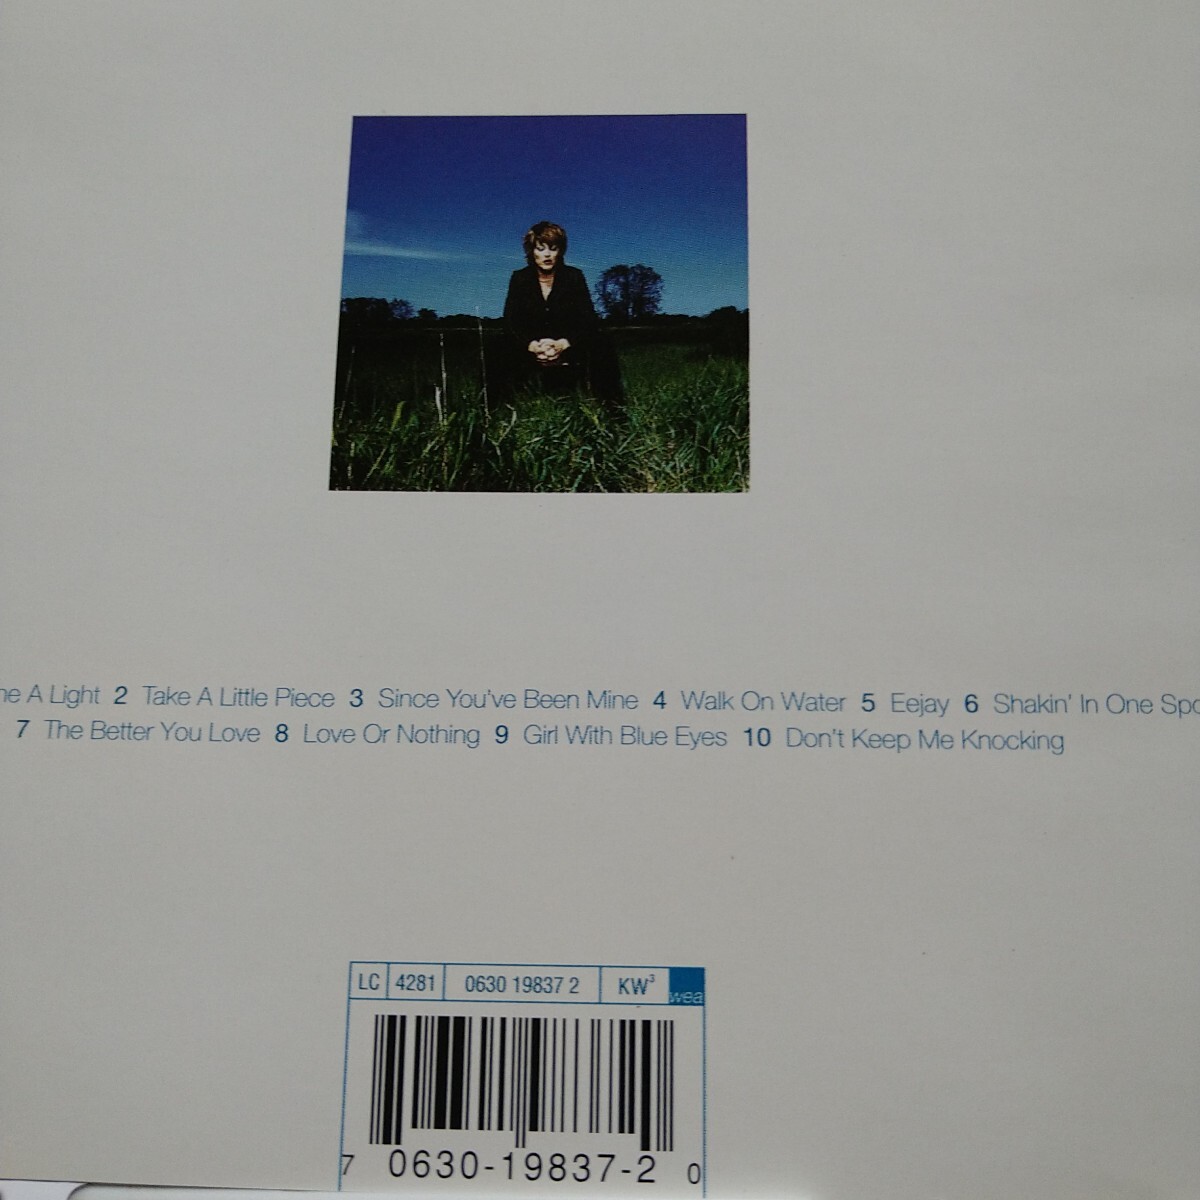 ne A Light 2 Take A Little Piece 3 Since You've Been Mine 4 Walk On Water 5 Eejay 6 Shakin' In One Spo
7 The Better You Love 8 Love Or Nothing 9 Girl With Blue Eyes 10 Don't Keep Me Knocking
LC 4281 0630 19837 2 KW³ wea
7 0630-19837-2 0